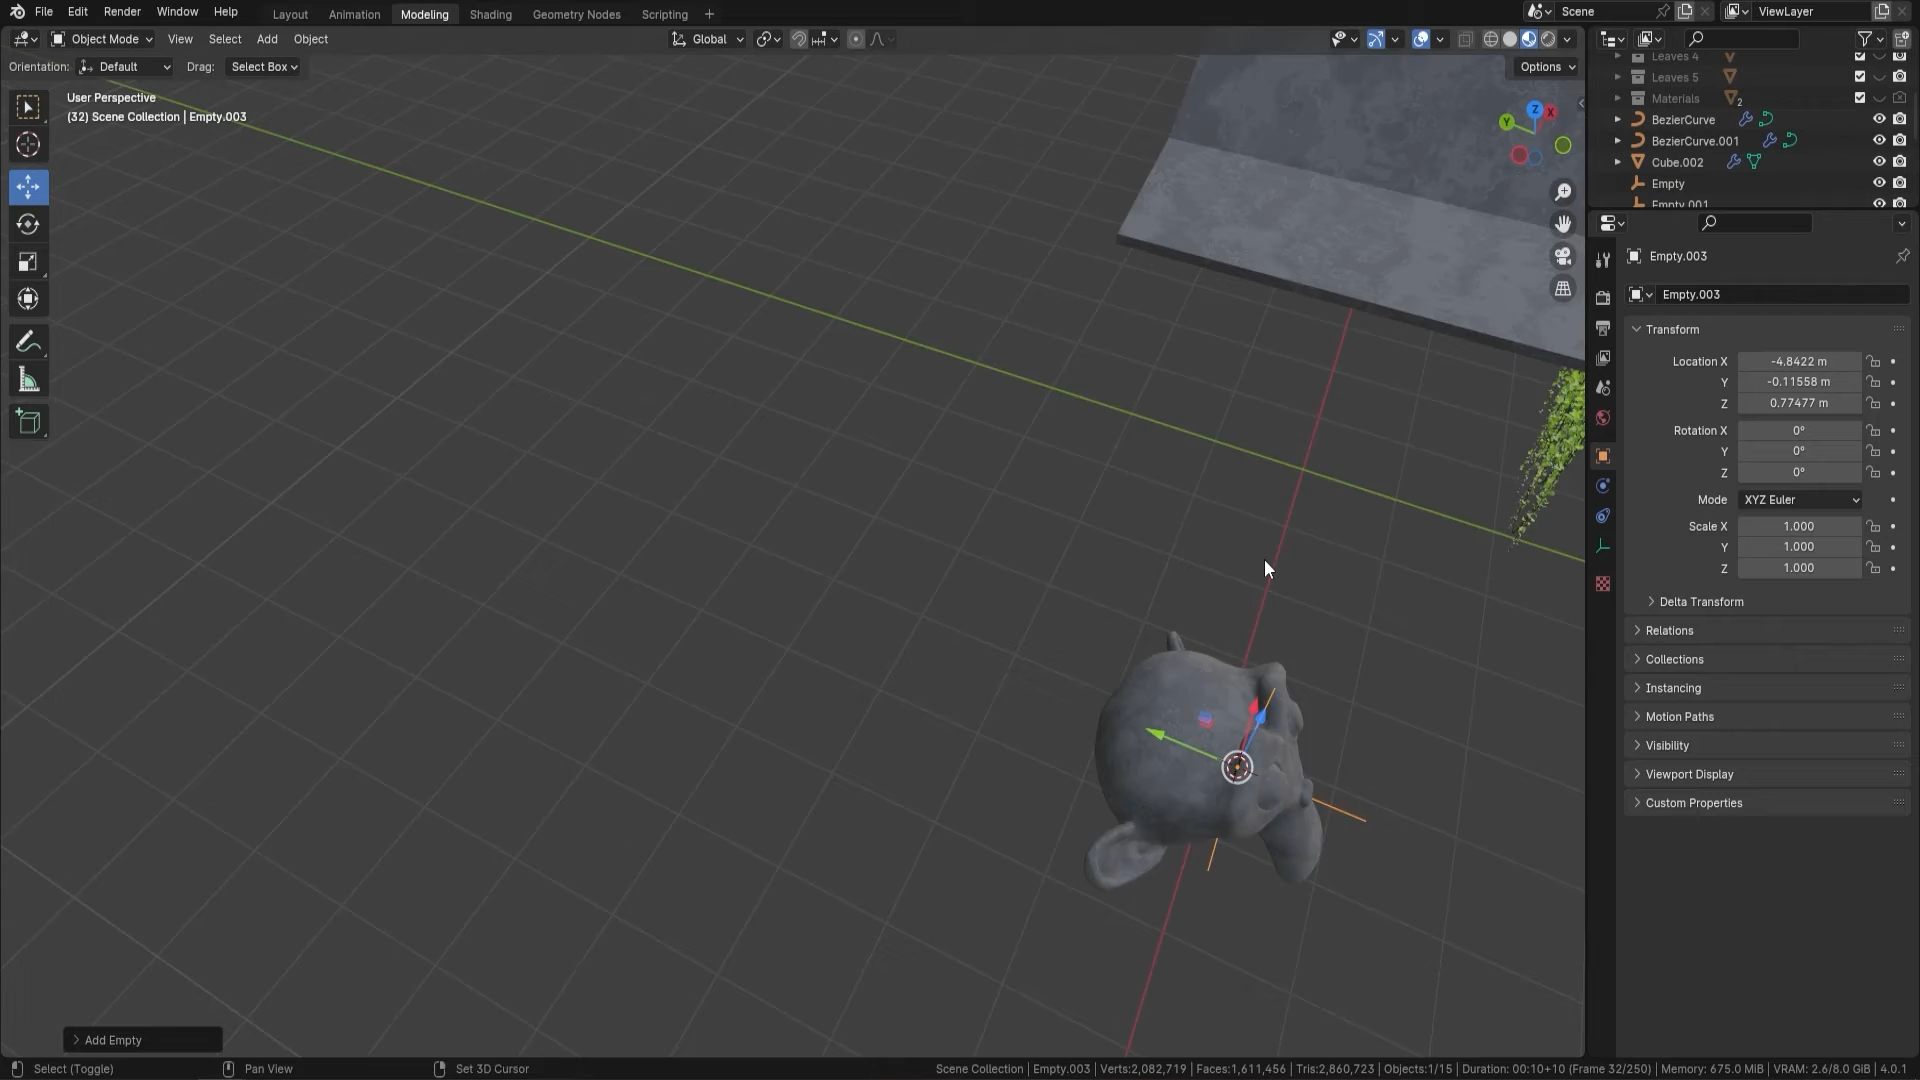 File Edit Render Window Help
Layout Animation Modeling Shading Geometry Nodes Scripting +
Scene
ViewLayer
Object Mode View Select Add Object
Global
Orientation: Default Drag: Select Box
Options
User Perspective
(32) Scene Collection | Empty.003
Leaves 4
Leaves 5
Materials 2
BezierCurve
BezierCurve.001
Cube.002
Empty
Empty.001
Z X Y
Empty.003
Empty.003
Transform
Location X -4.8422 m
Y -0.11558 m
Z 0.77477 m
Rotation X 0°
Y 0°
Z 0°
Mode XYZ Euler
Scale X 1.000
Y 1.000
Z 1.000
Delta Transform
Relations
Collections
Instancing
Motion Paths
Visibility
Viewport Display
Custom Properties
Add Empty
Select (Toggle) Pan View Set 3D Cursor
Scene Collection | Empty.003 | Verts:2,082,719 | Faces:1,611,456 | Tris:2,860,723 | Objects:1/15 | Duration: 00:10+10 (Frame 32/250) | Memory: 675.0 MiB | VRAM: 2.6/8.0 GiB | 4.0.1